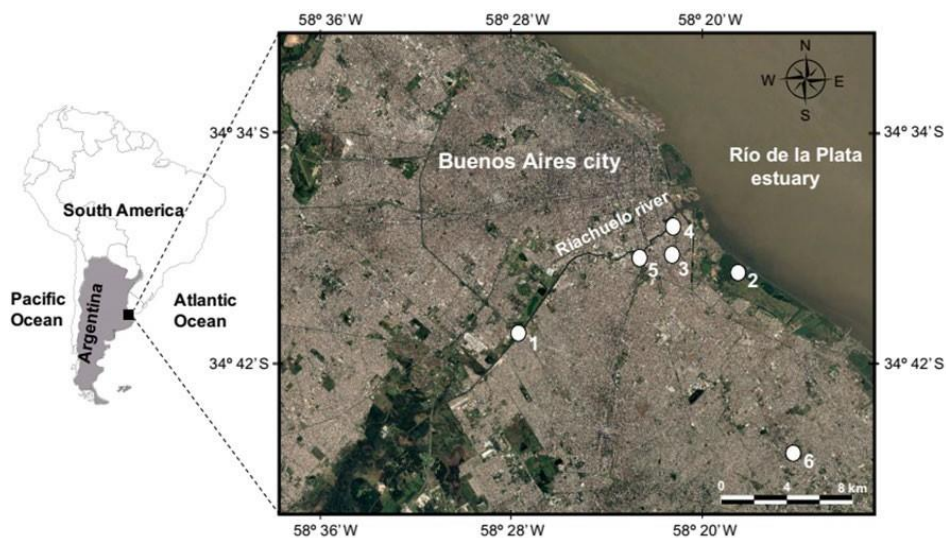 58° 36'W 58° 28'W 58° 20'W
N
W E
S
34° 34'S 34° 34'S
Buenos Aires city
Río de la Plata
estuary
South America
Riachuelo river
4
5 3
2
Pacific
Ocean
Argentina
Atlantic
Ocean
1
34° 42'S 34° 42'S
6
0 4 8 km
58° 36'W 58° 28'W 58° 20'W